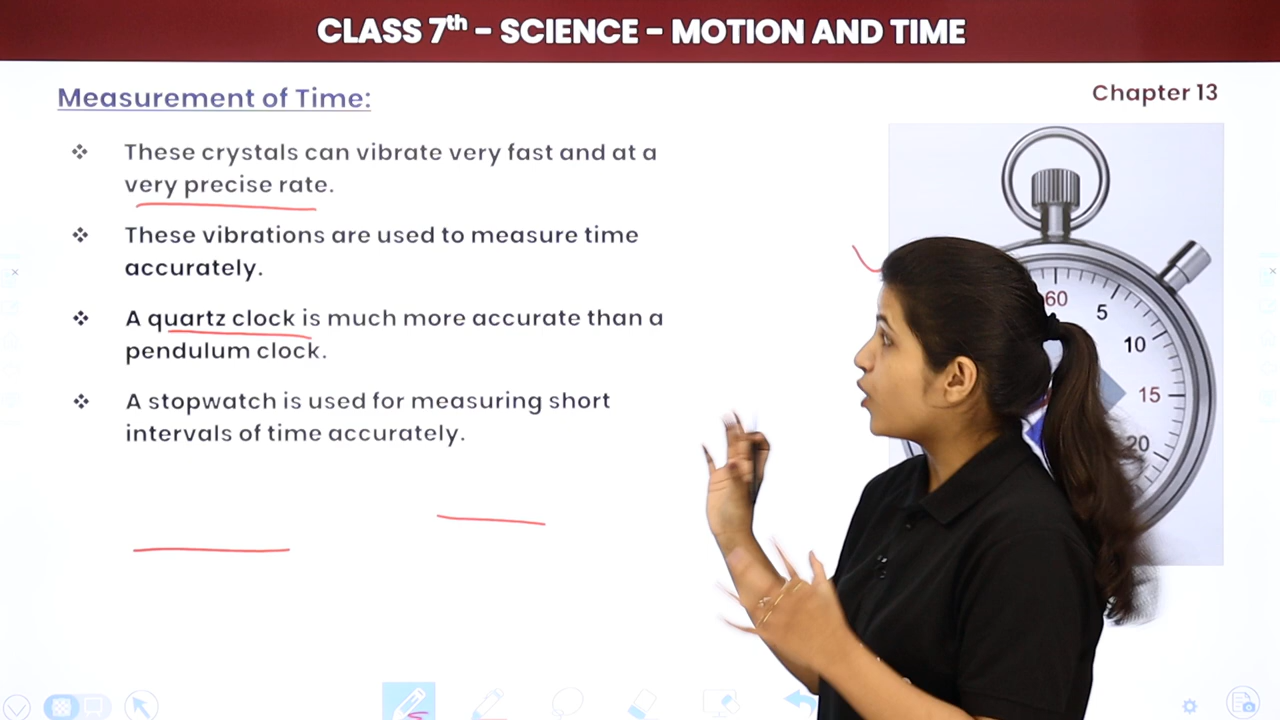 CLASS 7th - SCIENCE - MOTION AND TIME
Measurement of Time:
Chapter 13
❖ These crystals can vibrate very fast and at a
very precise rate.
❖ These vibrations are used to measure time
accurately.
❖ A quartz clock is much more accurate than a
pendulum clock.
❖ A stopwatch is used for measuring short
intervals of time accurately.
60
5
10
15
20